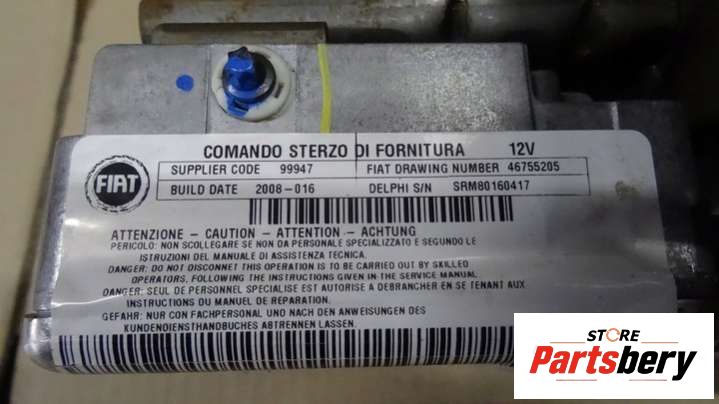 COMANDO STERZO DI FORNITURA 12V
SUPPLIER CODE 99947 FIAT DRAWING NUMBER 46755205
FIAT
BUILD DATE 2008-016 DELPHI S/N SRM80160417
ATTENZIONE - CAUTION - ATTENTION - ACHTUNG
PERICOLO: NON SCOLLEGARE SE NON DA PERSONALE SPECIALIZZATO E SEGUNDO LE
ISTRUZIONI DEL MANUALE DI ASSISTENZA TECNICA.
DANGER: DO NOT DISCONNET THIS OPERATION IS TO BE CARRIED OUT BY SKILLED
OPERATORS, FOLLOWING THE INSTRUCTIONS GIVEN IN THE SERVICE MANUAL.
DANGER: SEUL DE PERSONNEL SPECIALISE EST AUTORISE A DEBRANCHER EN SE TENANT AUX
INSTRUCTIONS DU MANUEL DE REPARATION.
GEFAHR: NUR CON FACHPERSONAL UND NACH DEN ANWEISUNGEN DES
KUNDENDIENSTHANDBUCHES ABTRENNEN LASSEN.
STORE
Partsbery